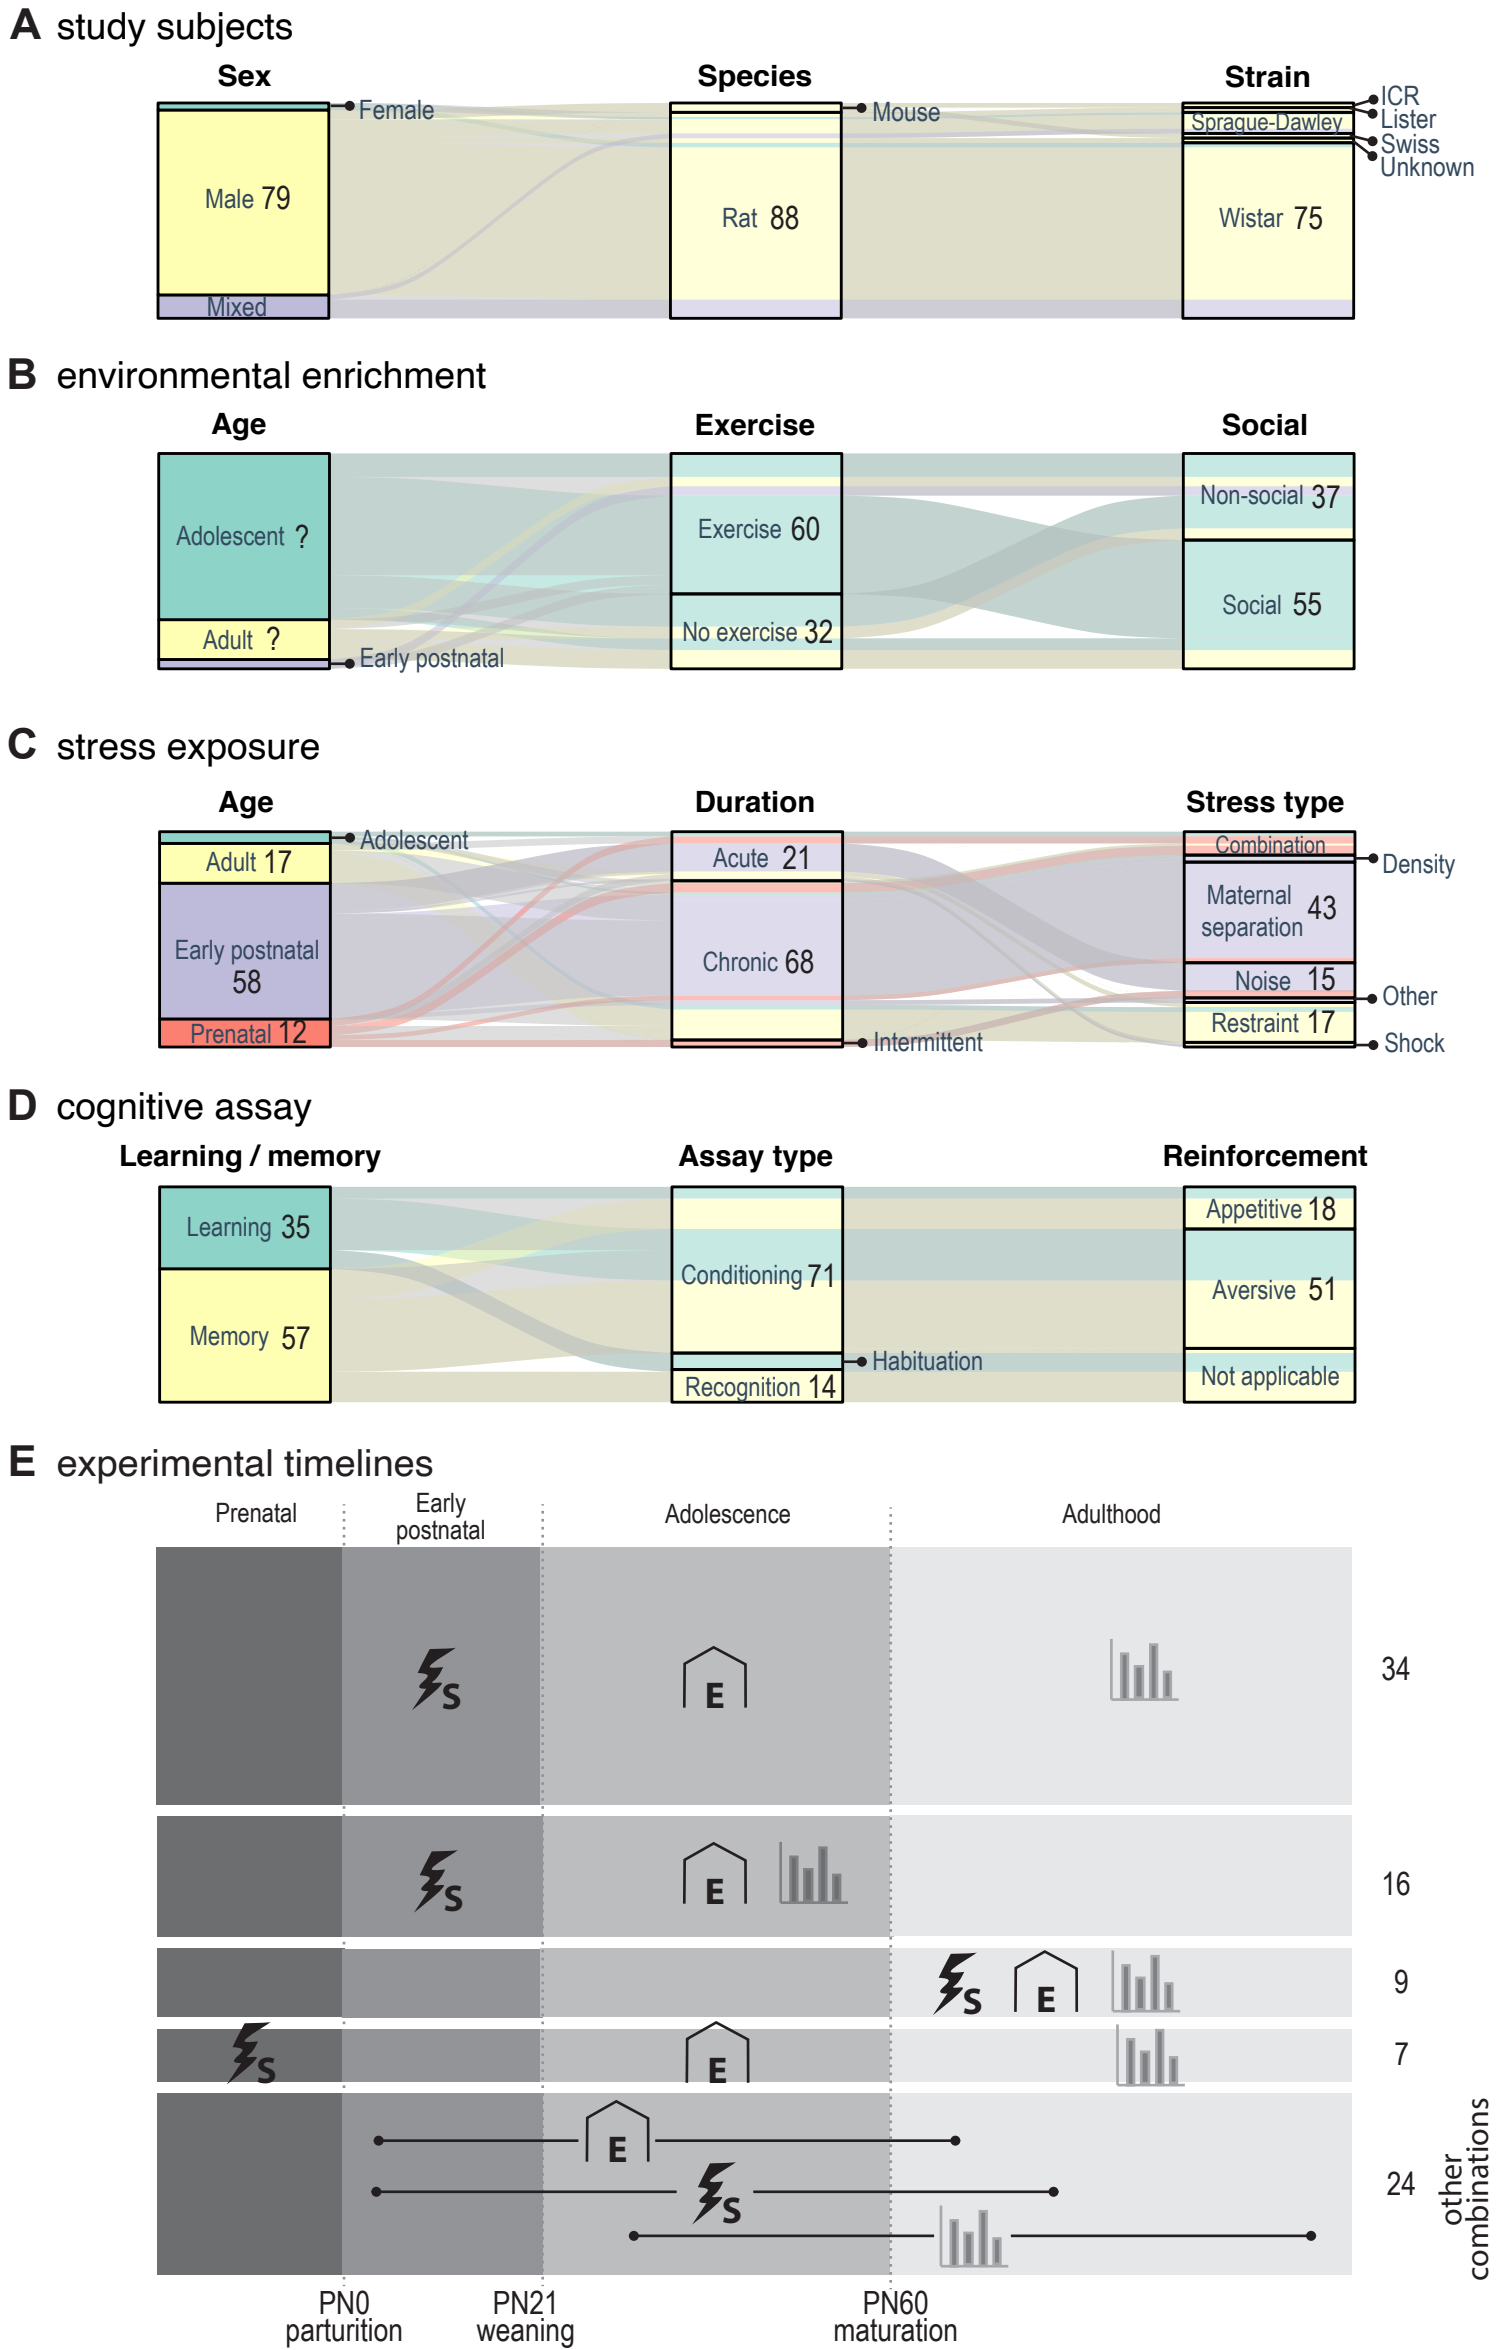 A study subjects
Sex
Species
Strain
Female
Male 79
Mixed
Mouse
Rat 88
ICR
Lister
Sprague-Dawley
Swiss
Unknown
Wistar 75
B environmental enrichment
Age
Exercise
Social
Adolescent ?
Adult ?
Early postnatal
Exercise 60
No exercise 32
Non-social 37
Social 55
C stress exposure
Age
Duration
Stress type
Adolescent
Adult 17
Early postnatal
58
Prenatal 12
Acute 21
Chronic 68
Intermittent
Combination
Density
Maternal
separation 43
Noise 15
Other
Restraint 17
Shock
D cognitive assay
Learning / memory
Assay type
Reinforcement
Learning 35
Memory 57
Conditioning 71
Habituation
Recognition 14
Appetitive 18
Aversive 51
Not applicable
E experimental timelines
Prenatal
Early
postnatal
Adolescence
Adulthood
S
E
34
S
E
16
S
E
9
S
E
7
E
S
24
other
combinations
PN0
parturition
PN21
weaning
PN60
maturation